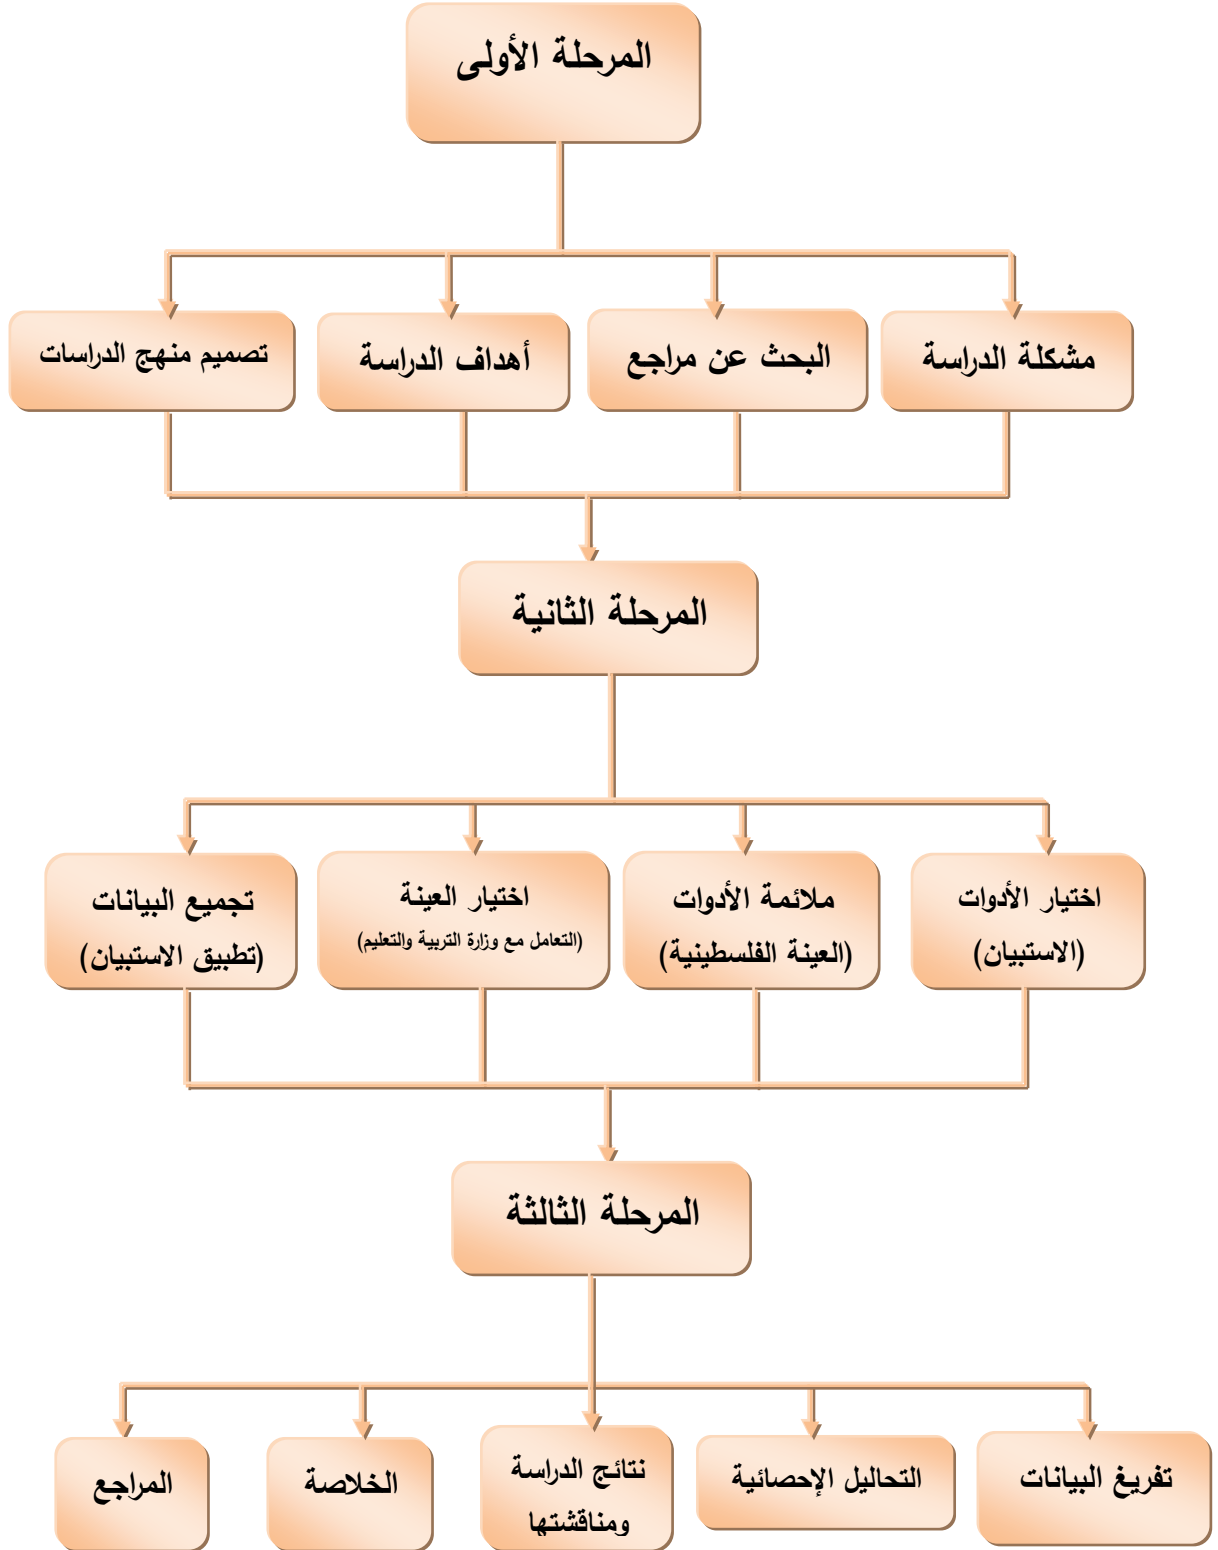 المرحلة الأولى
مشكلة الدراسة
البحث عن مراجع
أهداف الدراسة
تصميم منهج الدراسات
المرحلة الثانية
اختيار الأدوات
(الاستبيان)
ملائمة الأدوات
(العينة الفلسطينية)
اختيار العينة
(التعامل مع وزارة التربية والتعليم)
تجميع البيانات
(تطبيق الاستبيان)
المرحلة الثالثة
تفريغ البيانات
التحاليل الإحصائية
نتائج الدراسة
ومناقشتها
الخلاصة
المراجع